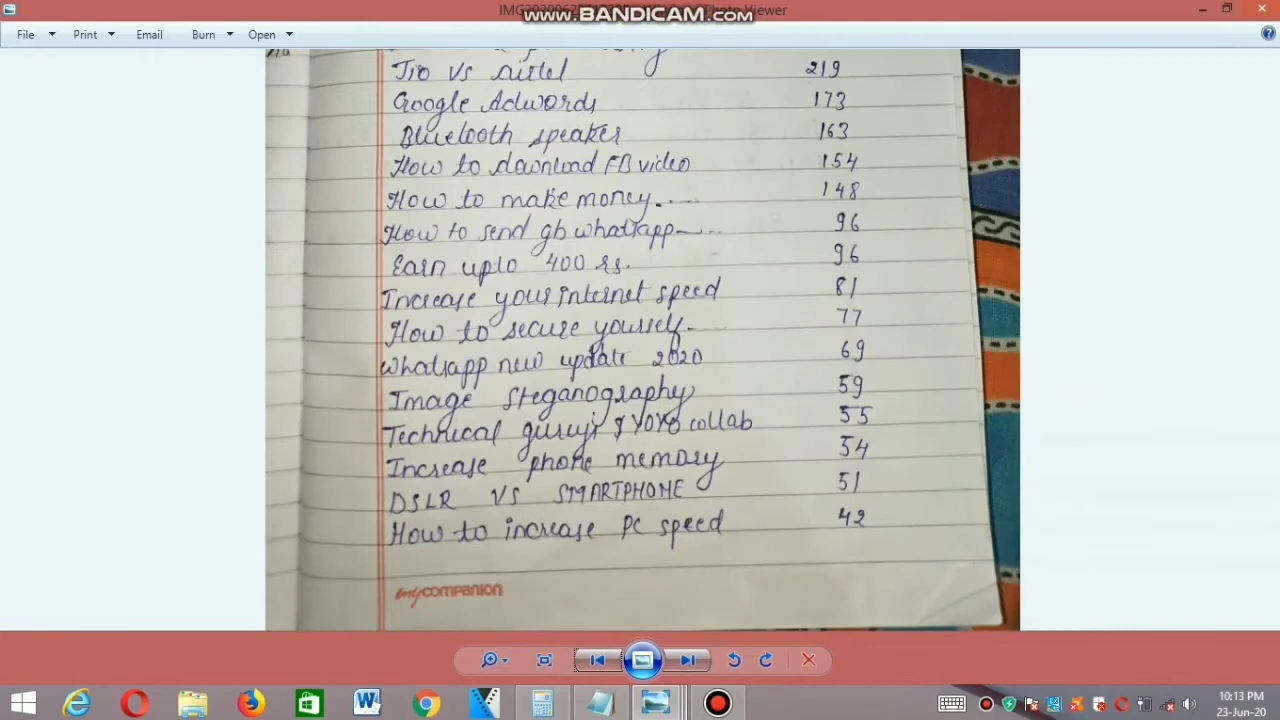 www.BANDICAM.com
File Print Email Burn Open
Jio vs airtel 219
Google Adwords 173
Bluetooth speaker 163
How to download FB video 154
How to make money..... 148
How to send gb whatsapp— ... 96
Earn upto 400 rs. 96
Increase your internet speed 81
How to secure yourself...... 77
Whatsapp new update 2020 69
Image steganography 59
Technical guruji & YOYO collab 55
Increase phone memory 54
DSLR VS SMARTPHONE 51
How to increase PC speed 42
my companion
10:13 PM
23-Jun-20